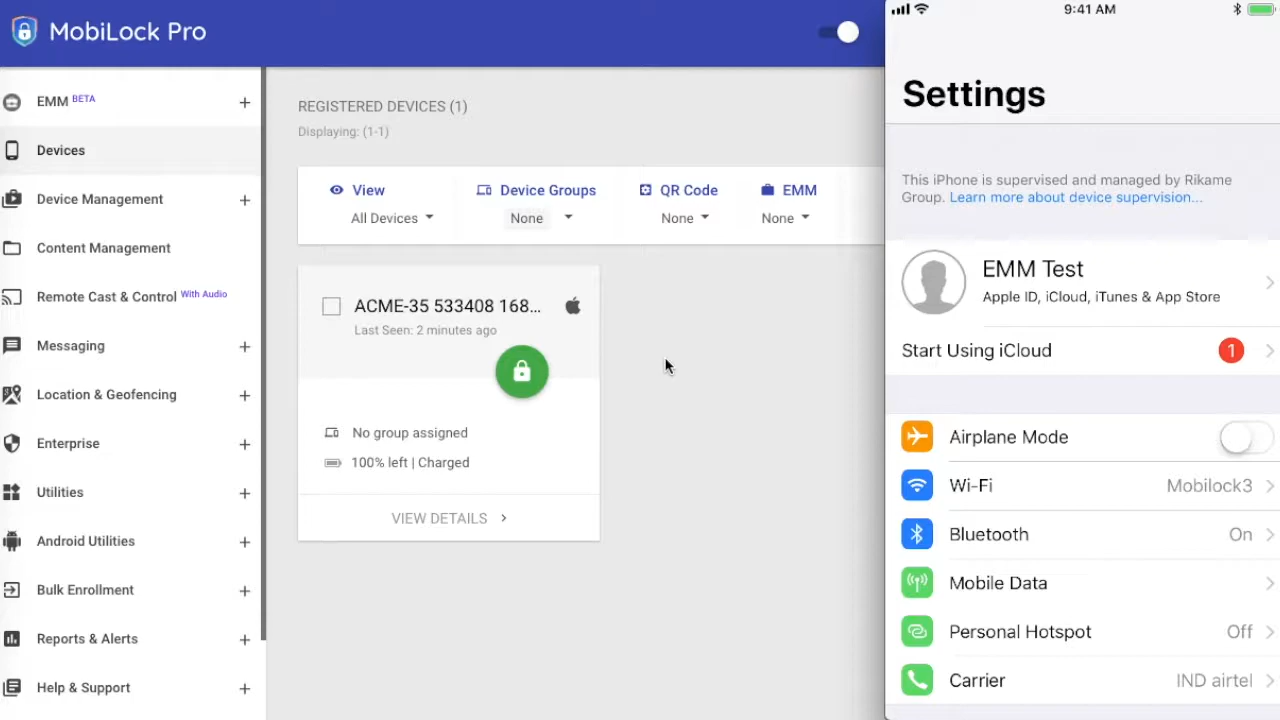 MobiLock Pro
EMM BETA
Devices
Device Management
Content Management
Remote Cast & Control With Audio
Messaging
Location & Geofencing
Enterprise
Utilities
Android Utilities
Bulk Enrollment
Reports & Alerts
Help & Support
REGISTERED DEVICES (1)
Displaying: (1-1)
View
All Devices
Device Groups
None
QR Code
None
EMM
None
ACME-35 533408 168...
Last Seen: 2 minutes ago
No group assigned
100% left | Charged
VIEW DETAILS
9:41 AM
Settings
This iPhone is supervised and managed by Rikame
Group. Learn more about device supervision...
EMM Test
Apple ID, iCloud, iTunes & App Store
Start Using iCloud 1
Airplane Mode
Wi-Fi Mobilock3
Bluetooth On
Mobile Data
Personal Hotspot Off
Carrier IND airtel